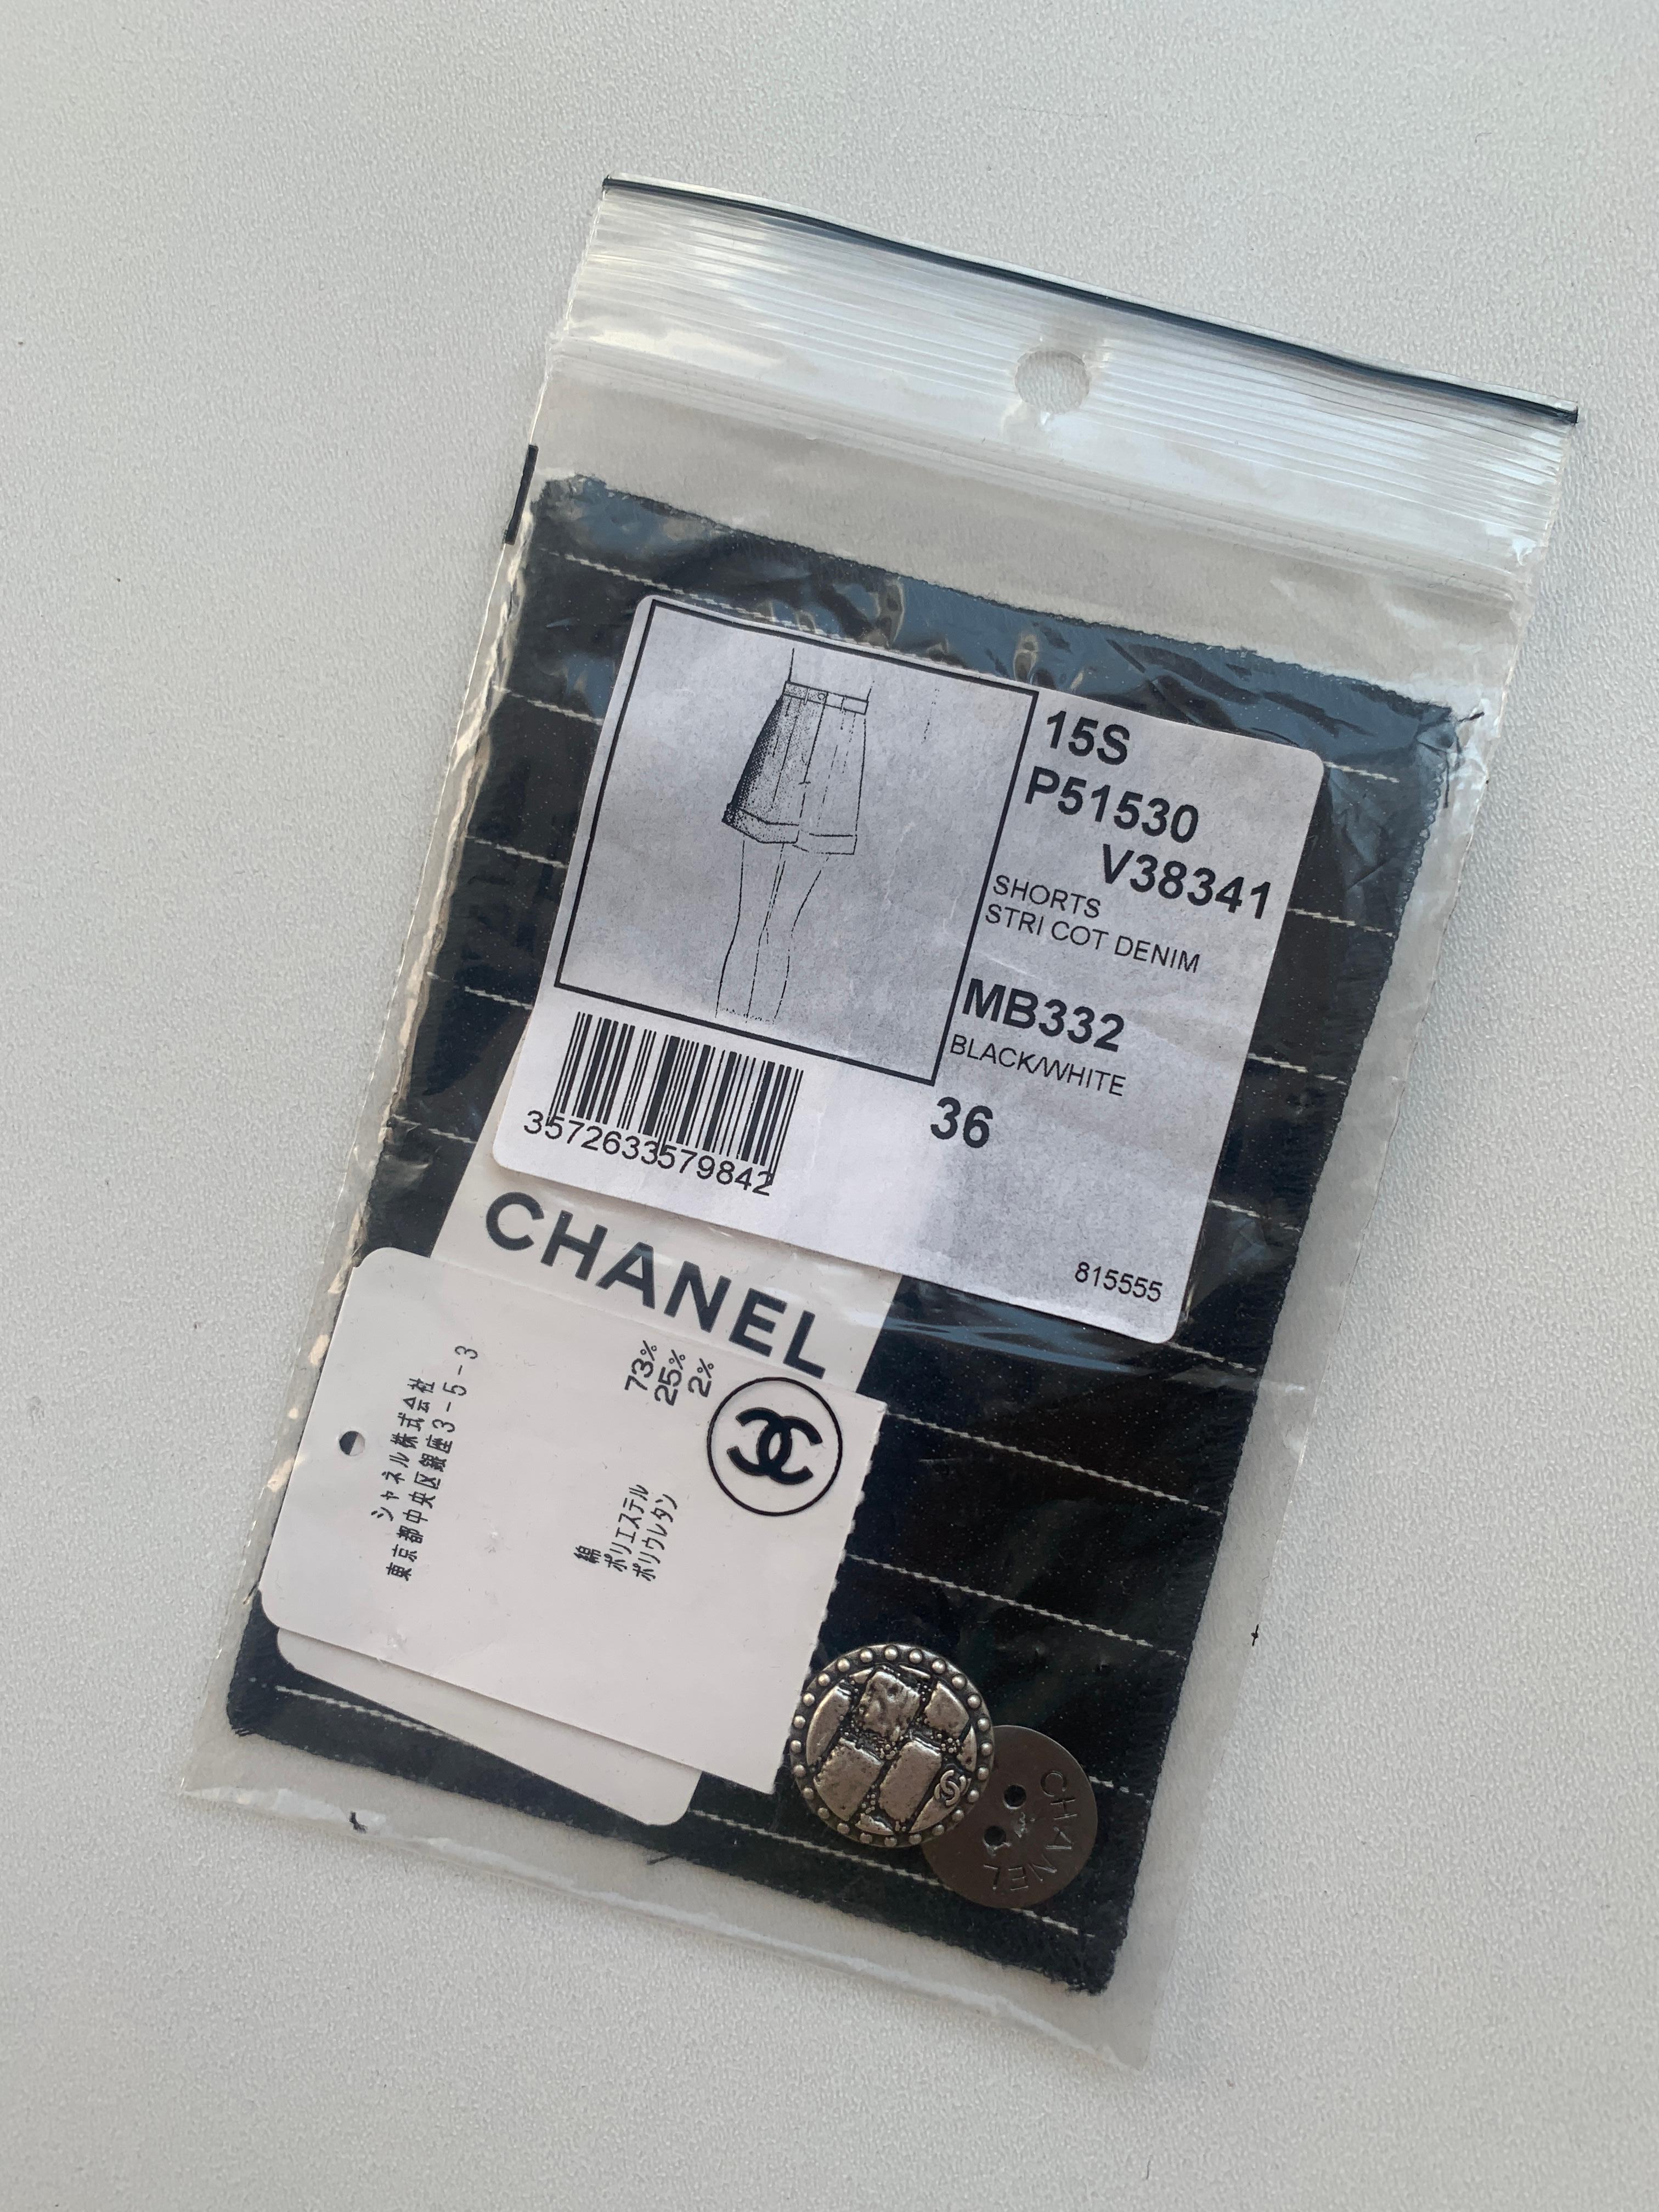 15S
P51530
V38341
SHORTS
STRI COT DENIM
MB332
BLACK/WHITE
36
3572633579842
815555
CHANEL
シャネル株式会社
東京都中央区銀座3-5-3
綿 73%
ポリエステル 25%
ポリウレタン 2%
CHANEL